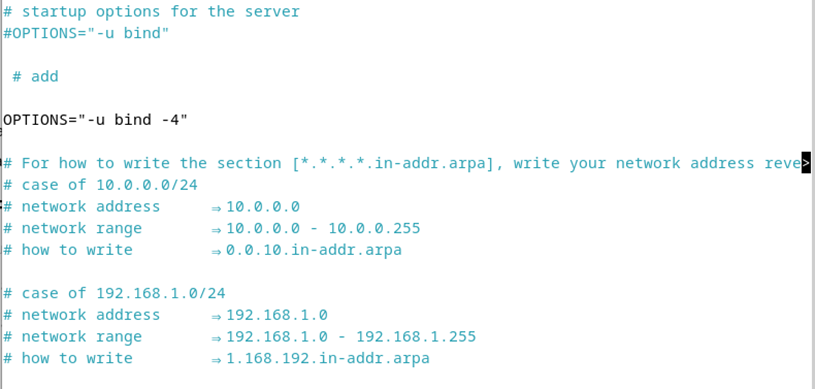 # startup options for the server
#OPTIONS="-u bind"
# add
OPTIONS="-u bind -4"
# For how to write the section [*.*.*.*.in-addr.arpa], write your network address reve>
# case of 10.0.0.0/24
# network address ⇒ 10.0.0.0
# network range ⇒ 10.0.0.0 - 10.0.0.255
# how to write ⇒ 0.0.10.in-addr.arpa
# case of 192.168.1.0/24
# network address ⇒ 192.168.1.0
# network range ⇒ 192.168.1.0 - 192.168.1.255
# how to write ⇒ 1.168.192.in-addr.arpa